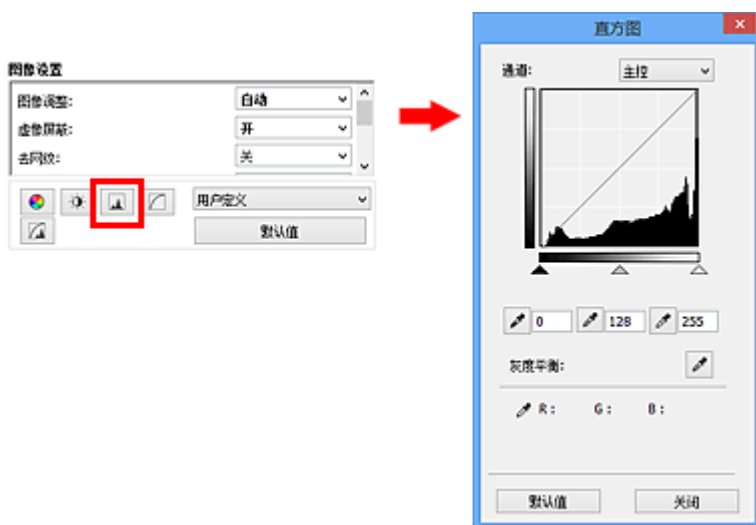 图像设置
图像调整:
自动
虚像屏蔽:
开
去网纹:
关
用户定义
默认值
直方图
通道:
主控
0
128
255
灰度平衡:
R:
G:
B:
默认值
关闭